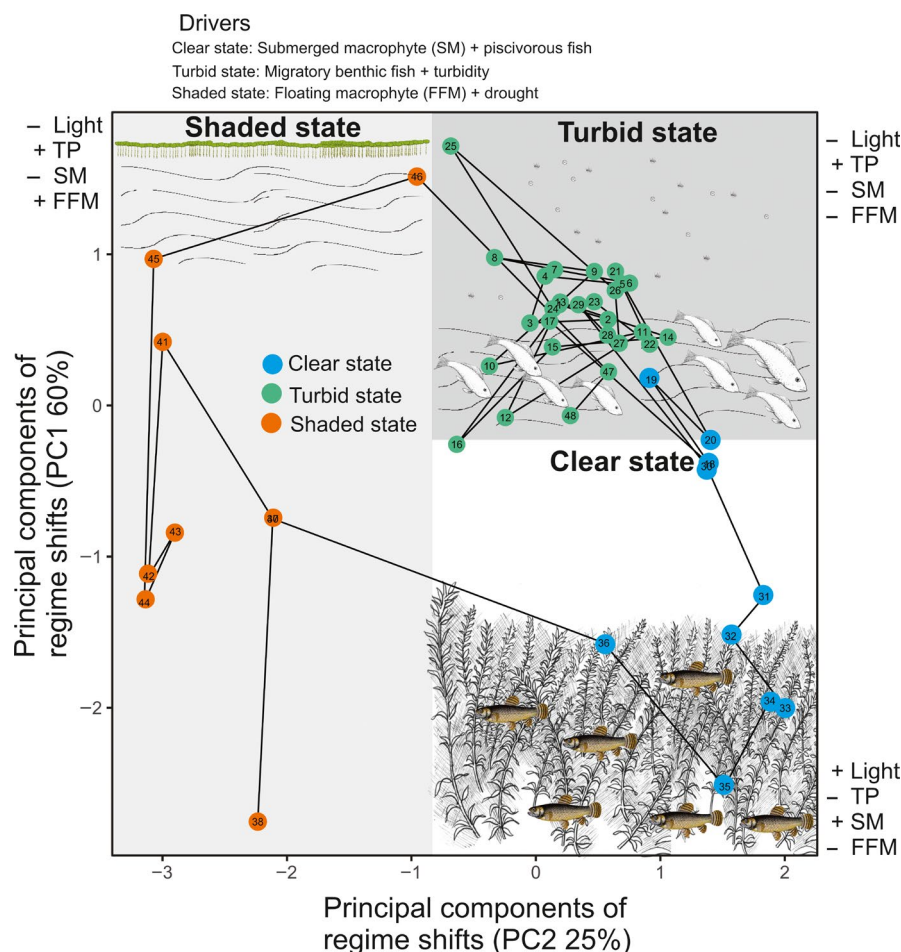 Drivers
Clear state: Submerged macrophyte (SM) + piscivorous fish
Turbid state: Migratory benthic fish + turbidity
Shaded state: Floating macrophyte (FFM) + drought
− Light
+ TP
− SM
+ FFM
Shaded state
Turbid state
− Light
+ TP
− SM
− FFM
25
46
8
45
7
4
9
21
5
6
26
13
24
29
23
3
17
2
11
14
28
22
27
15
41
10
47
19
12
48
16
20
Clear state
18
30
Clear state
Turbid state
Shaded state
43
42
44
31
32
36
34
33
35
38
+ Light
− TP
+ SM
− FFM
1
0
−1
−2
−3
−2
−1
0
1
2
Principal components of
regime shifts (PC1 60%)
Principal components of
regime shifts (PC2 25%)